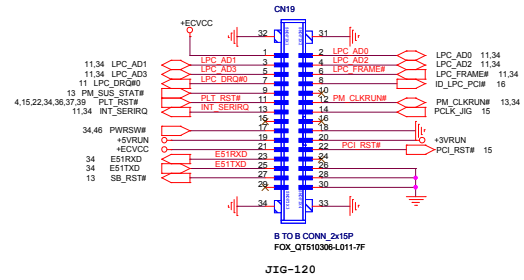 CN19
+ECVCC
32 31
1 2 LPC_AD0 LPC_AD0 11,34
11,34 LPC_AD1 LPC_AD1 3 4 LPC_AD2 LPC_AD2 11,34
11,34 LPC_AD3 LPC_AD3 5 6 LPC_FRAME# LPC_FRAME# 11,34
11 LPC_DRQ#0 LPC_DRQ#0 7 8 ID_LPC_PCI# 16
13 PM_SUS_STAT# 9 10
4,15,22,34,36,37,39 PLT_RST# PLT_RST# 11 12 PM_CLKRUN# PM_CLKRUN# 13,34
11,34 INT_SERIRQ INT_SERIRQ 13 14 PCLK_JIG 15
15 16
34,46 PWRSW# 17 18
+5VRUN 19 20 +3VRUN
+ECVCC 21 22 PCI_RST# PCI_RST# 15
34 E51RXD E51RXD 23 24
34 E51TXD E51TXD 25 26
13 SB_RST# 27 28
29 30
34 33
B TO B CONN_2x15P
FOX_QT510306-L011-7F
JIG-120